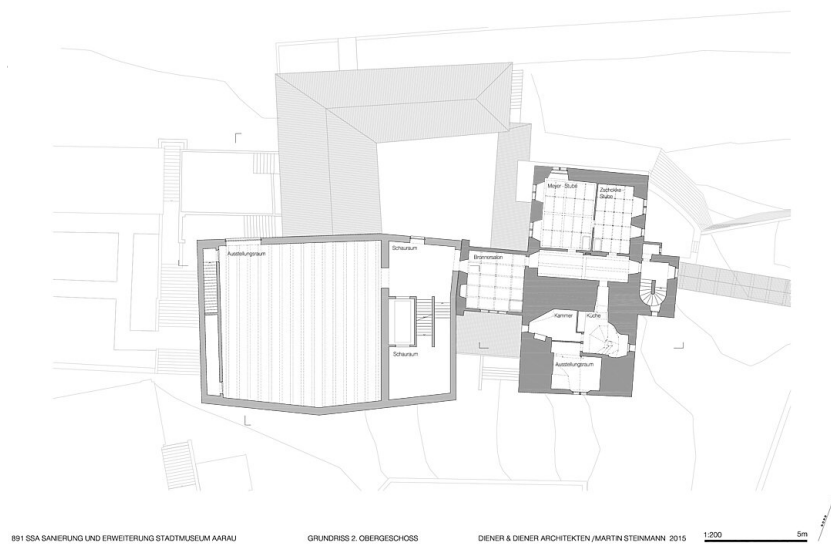 Meyer - Stube
Zschokke
Stube
Ausstellungsraum
Schauraum
Brommsalon
Kammer
Küche
Schauraum
Ausstellungsraum
891 SSA SANIERUNG UND ERWEITERUNG STADTMUSEUM AARAU
GRUNDRISS 2. OBERGESCHOSS
DIENER & DIENER ARCHITEKTEN /MARTIN STEINMANN 2015
1:200
5m